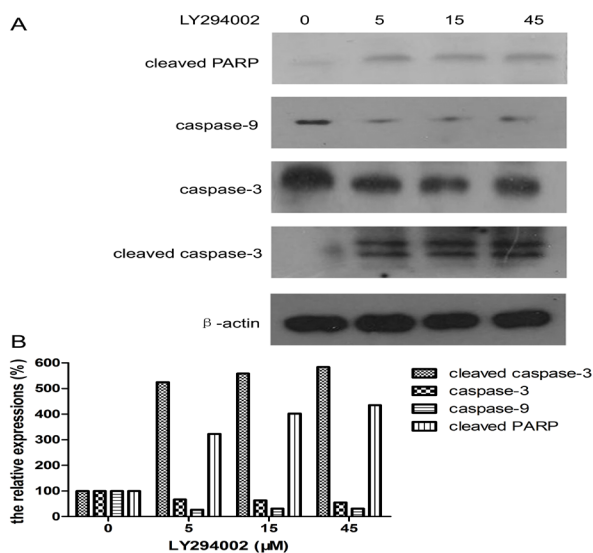 A
LY294002 0 5 15 45
cleaved PARP
caspase-9
caspase-3
cleaved caspase-3
β-actin
B
the relative expressions (%)
600
500
400
300
200
100
0
0 5 15 45
LY294002 (μM)
cleaved caspase-3
caspase-3
caspase-9
cleaved PARP